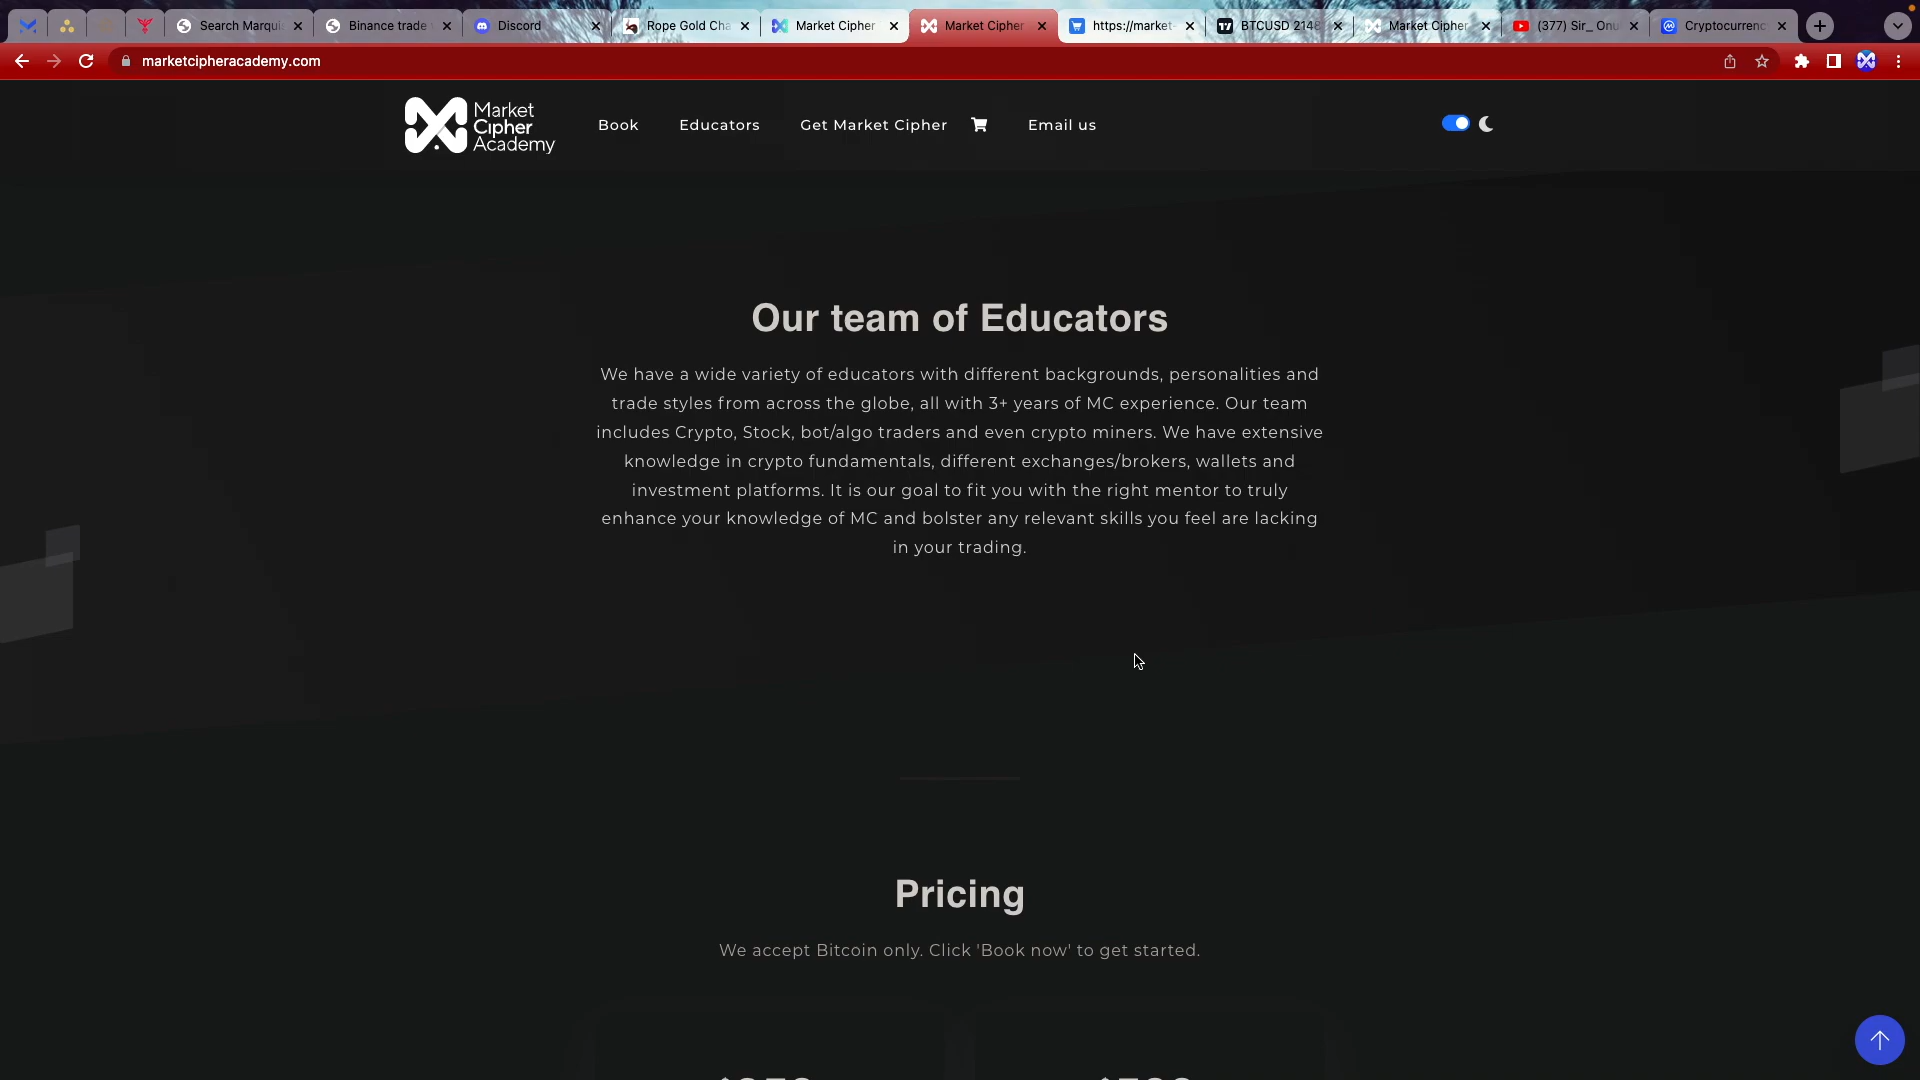 Search Marqui
Binance trade
Discord
Rope Gold Cha
Market Cipher
Market Cipher
https://market-
BTCUSD 2148
Market Cipher
(377) Sir_ Onu
Cryptocurrenc
marketcipheracademy.com
Market
Cipher
Academy
Book
Educators
Get Market Cipher
Email us
Our team of Educators
We have a wide variety of educators with different backgrounds, personalities and
trade styles from across the globe, all with 3+ years of MC experience. Our team
includes Crypto, Stock, bot/algo traders and even crypto miners. We have extensive
knowledge in crypto fundamentals, different exchanges/brokers, wallets and
investment platforms. It is our goal to fit you with the right mentor to truly
enhance your knowledge of MC and bolster any relevant skills you feel are lacking
in your trading.
Pricing
We accept Bitcoin only. Click 'Book now' to get started.